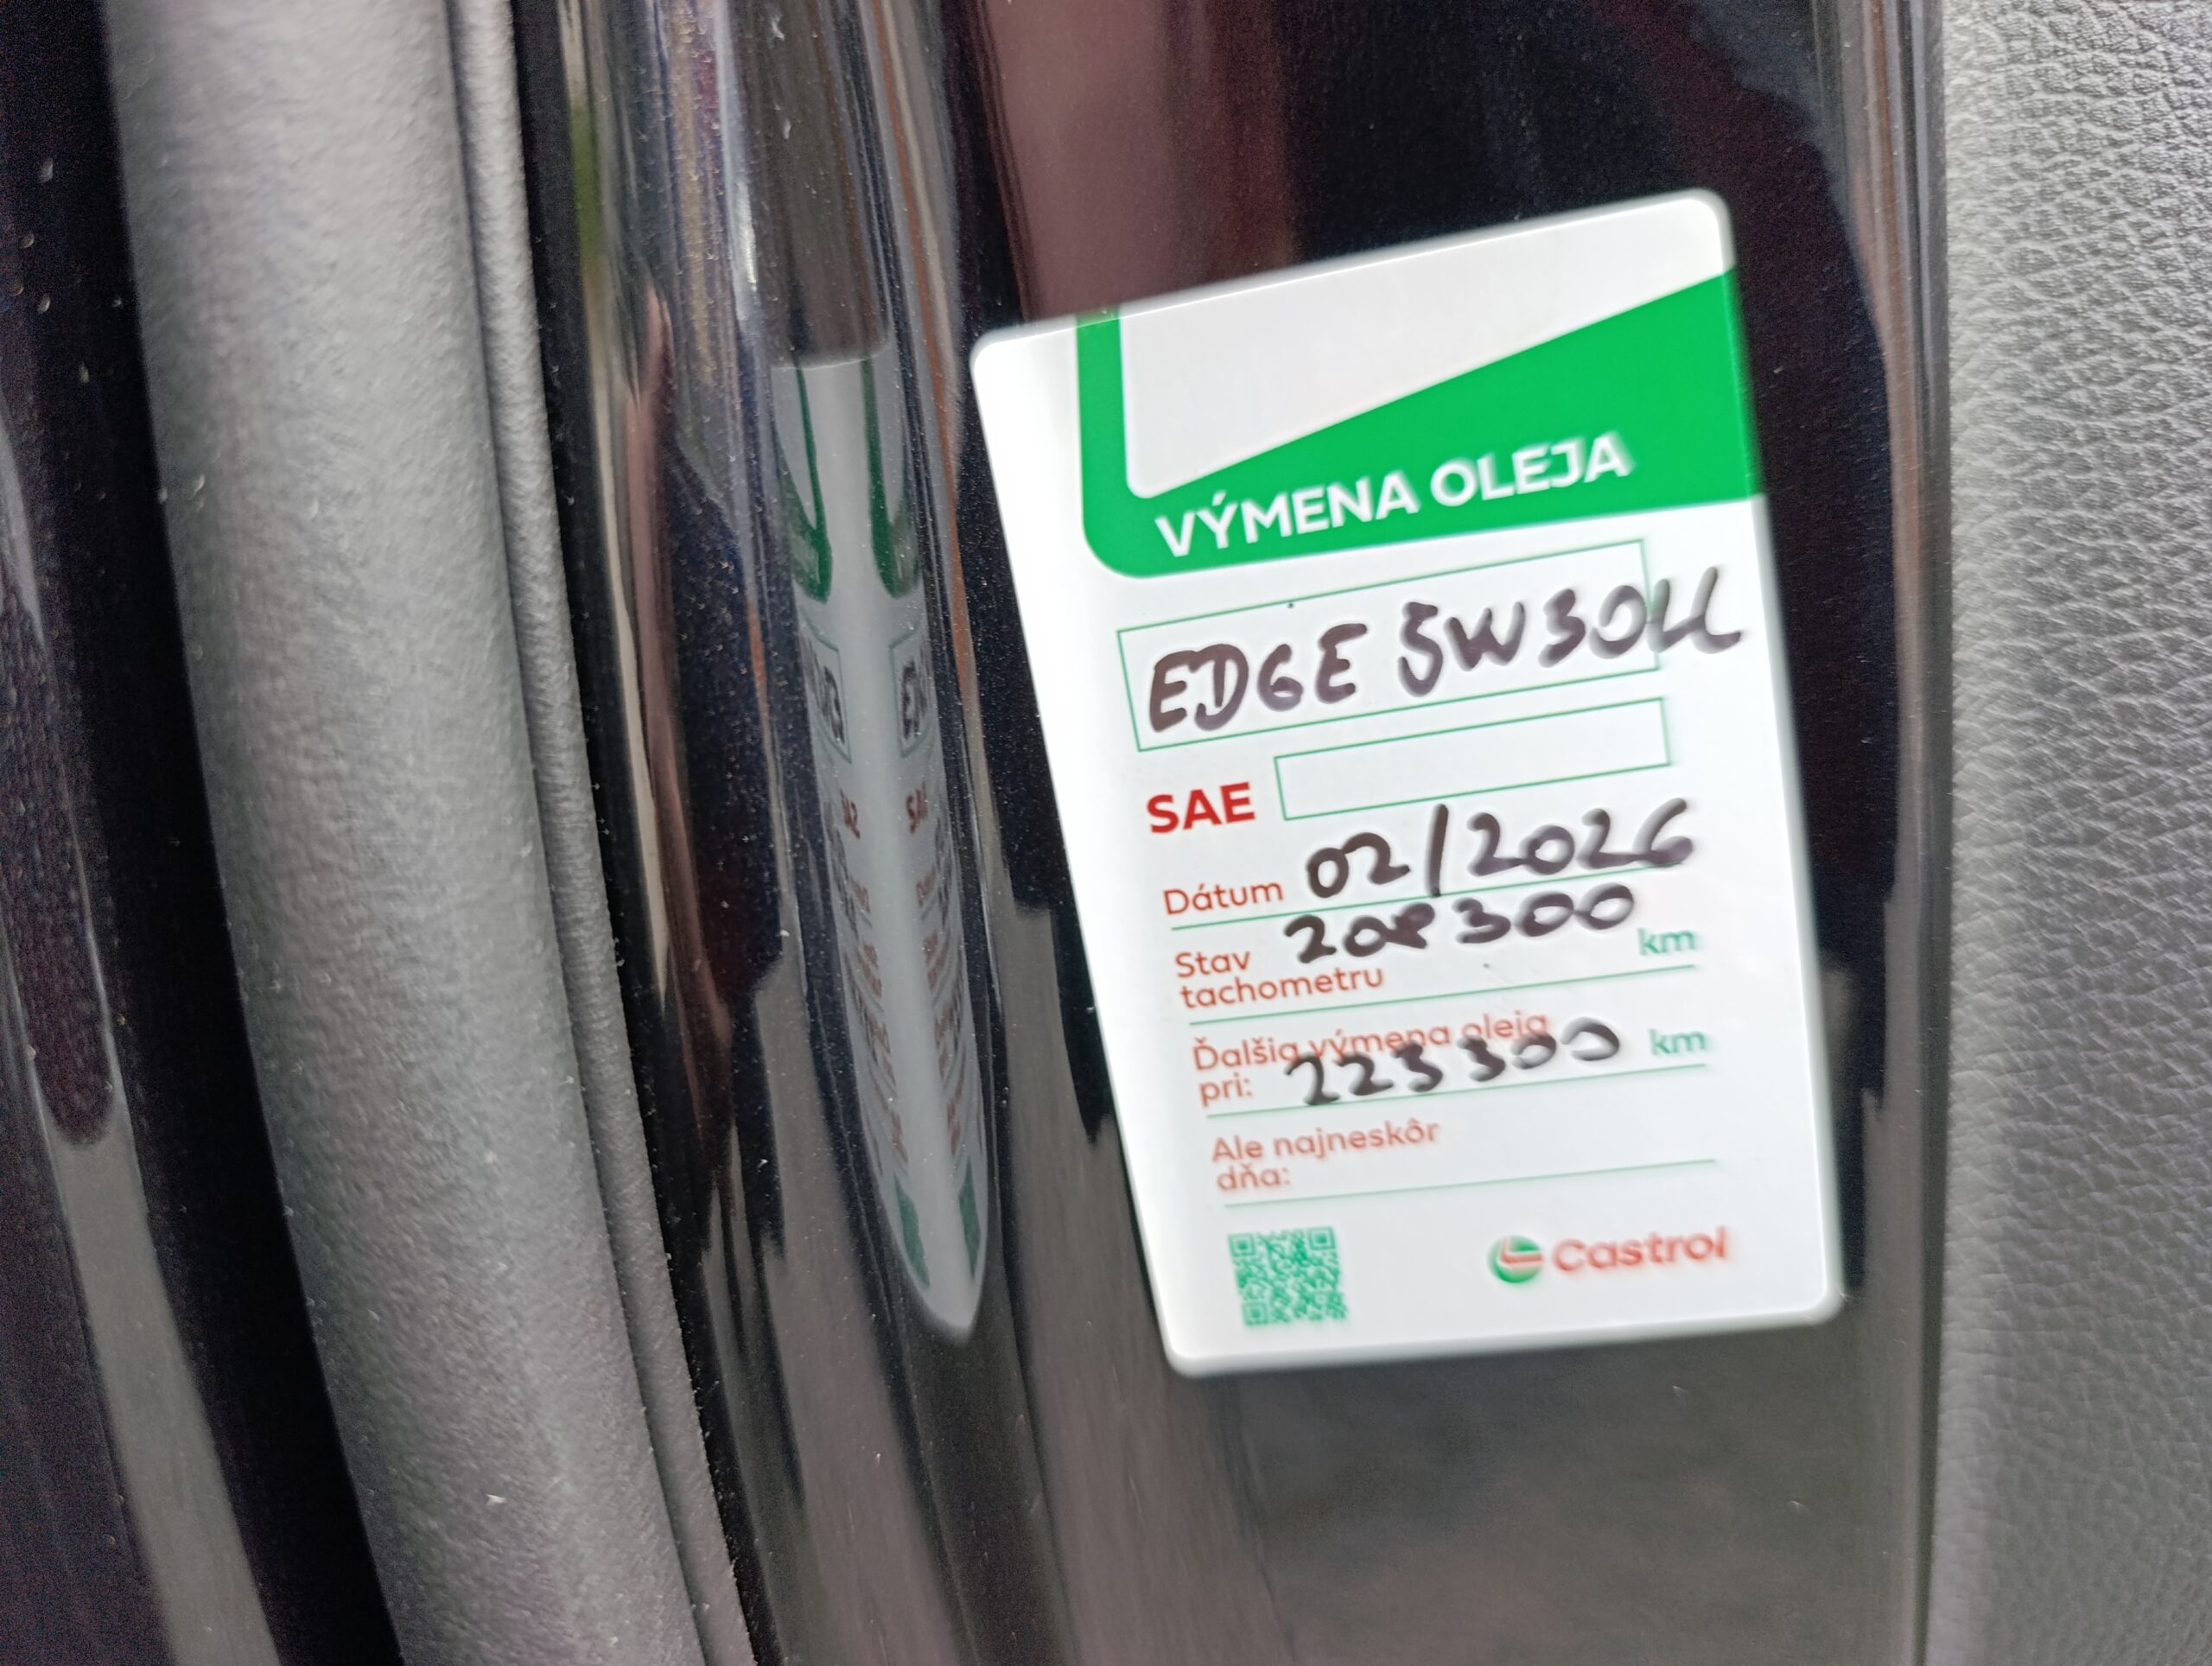 VÝMENA OLEJA
EDGE 5W30LL
SAE
Dátum 02/2026
Stav tachometru 208300 km
Ďalšia výmena oleja
pri: 223300 km
Ale najneskôr
dňa:
Castrol